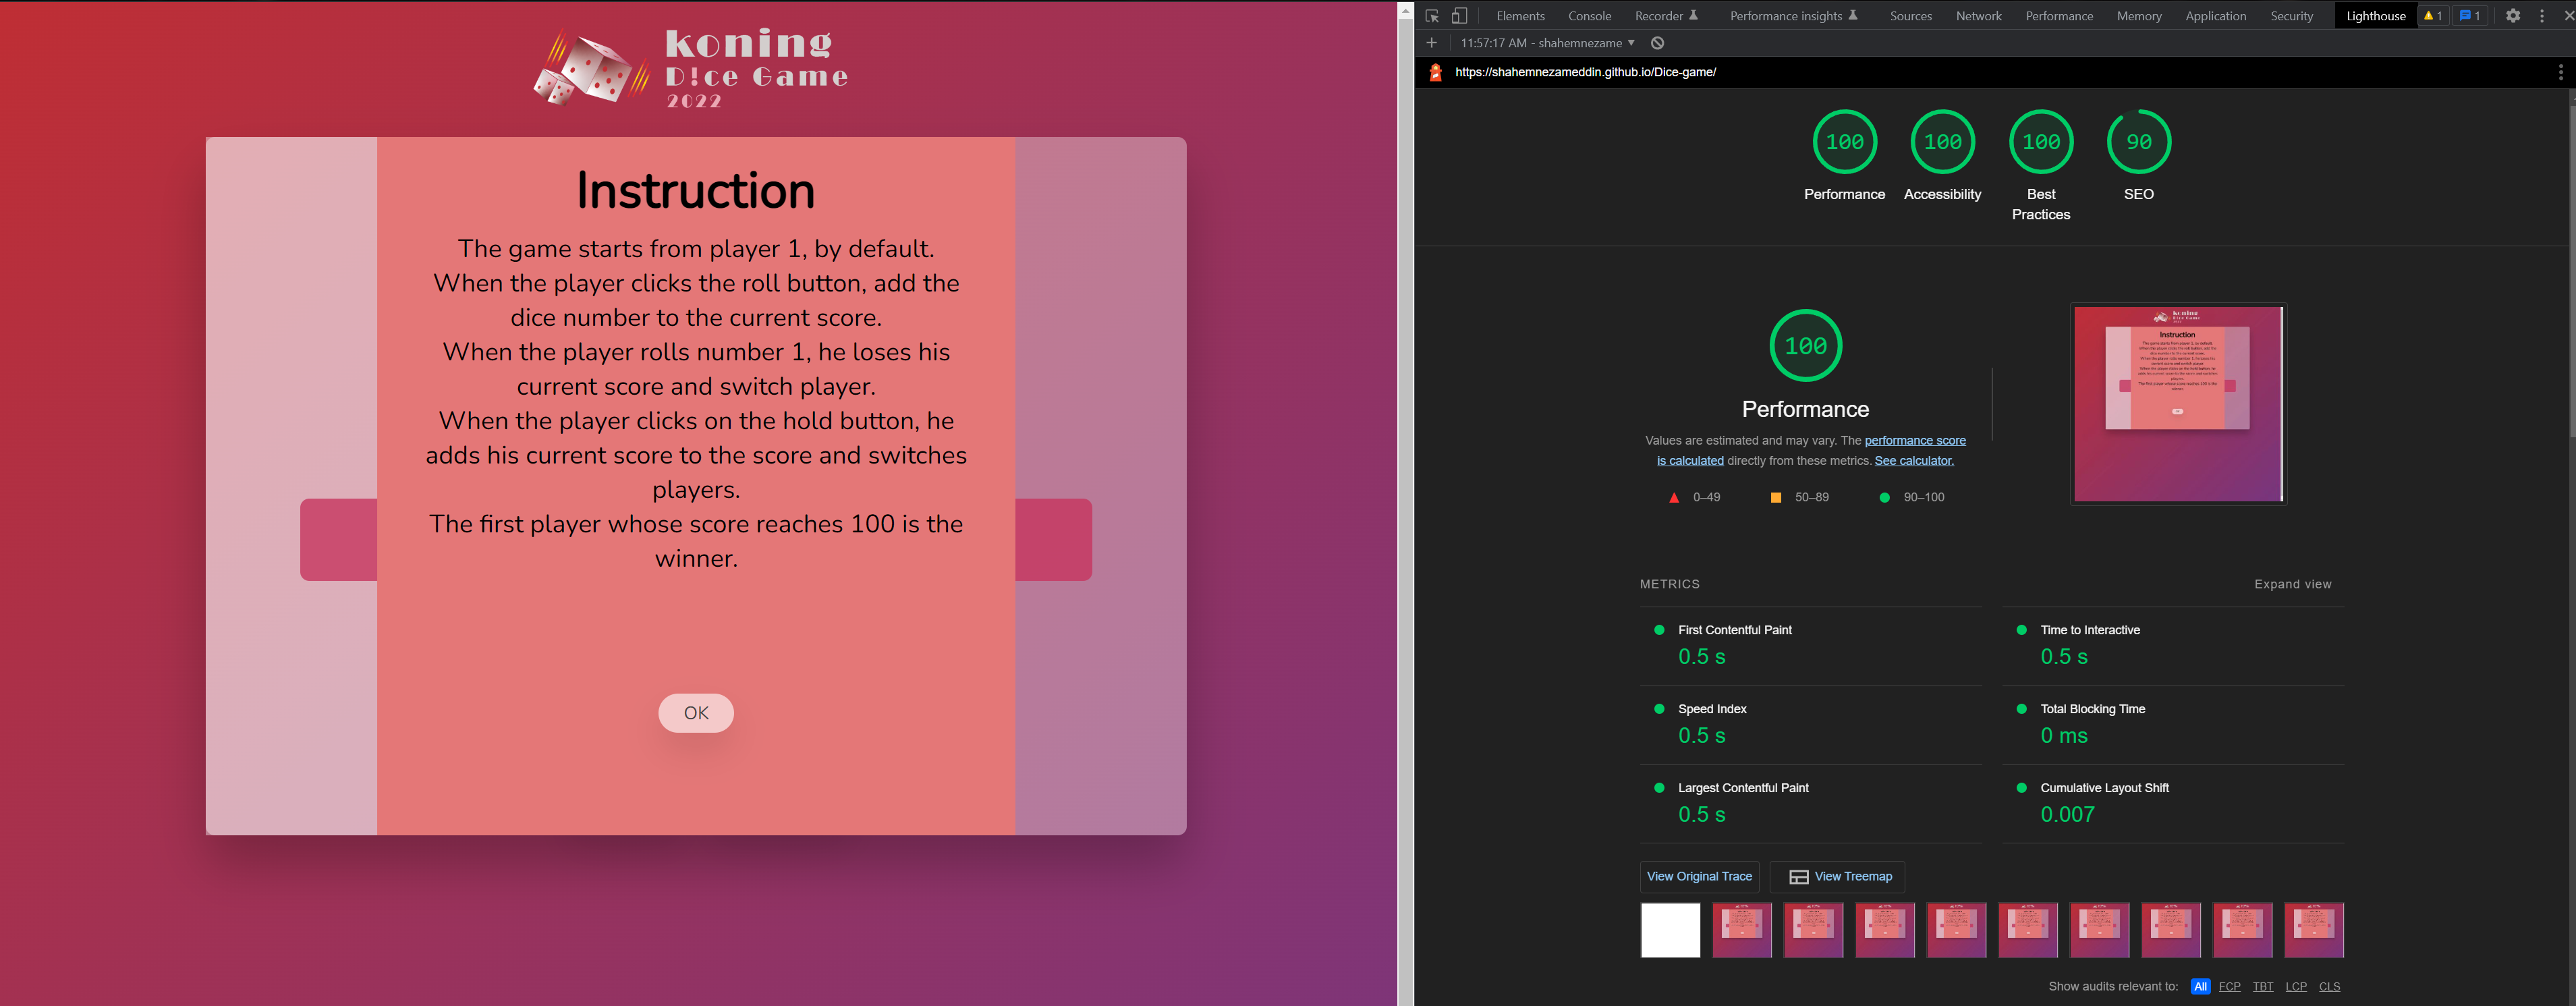 koning
D!ce Game
2022
Instruction
The game starts from player 1, by default.
When the player clicks the roll button, add the
dice number to the current score.
When the player rolls number 1, he loses his
current score and switch player.
When the player clicks on the hold button, he
adds his current score to the score and switches
players.
The first player whose score reaches 100 is the
winner.
OK
Elements Console Recorder Performance insights Sources Network Performance Memory Application Security Lighthouse 1 1
11:57:17 AM - shahemnezame
https://shahemnezameddin.github.io/Dice-game/
100 100 100 90
Performance Accessibility Best Practices SEO
100
Performance
Values are estimated and may vary. The performance score
is calculated directly from these metrics. See calculator.
0–49 50–89 90–100
METRICS Expand view
First Contentful Paint
0.5 s
Time to Interactive
0.5 s
Speed Index
0.5 s
Total Blocking Time
0 ms
Largest Contentful Paint
0.5 s
Cumulative Layout Shift
0.007
View Original Trace View Treemap
Show audits relevant to: All FCP TBT LCP CLS